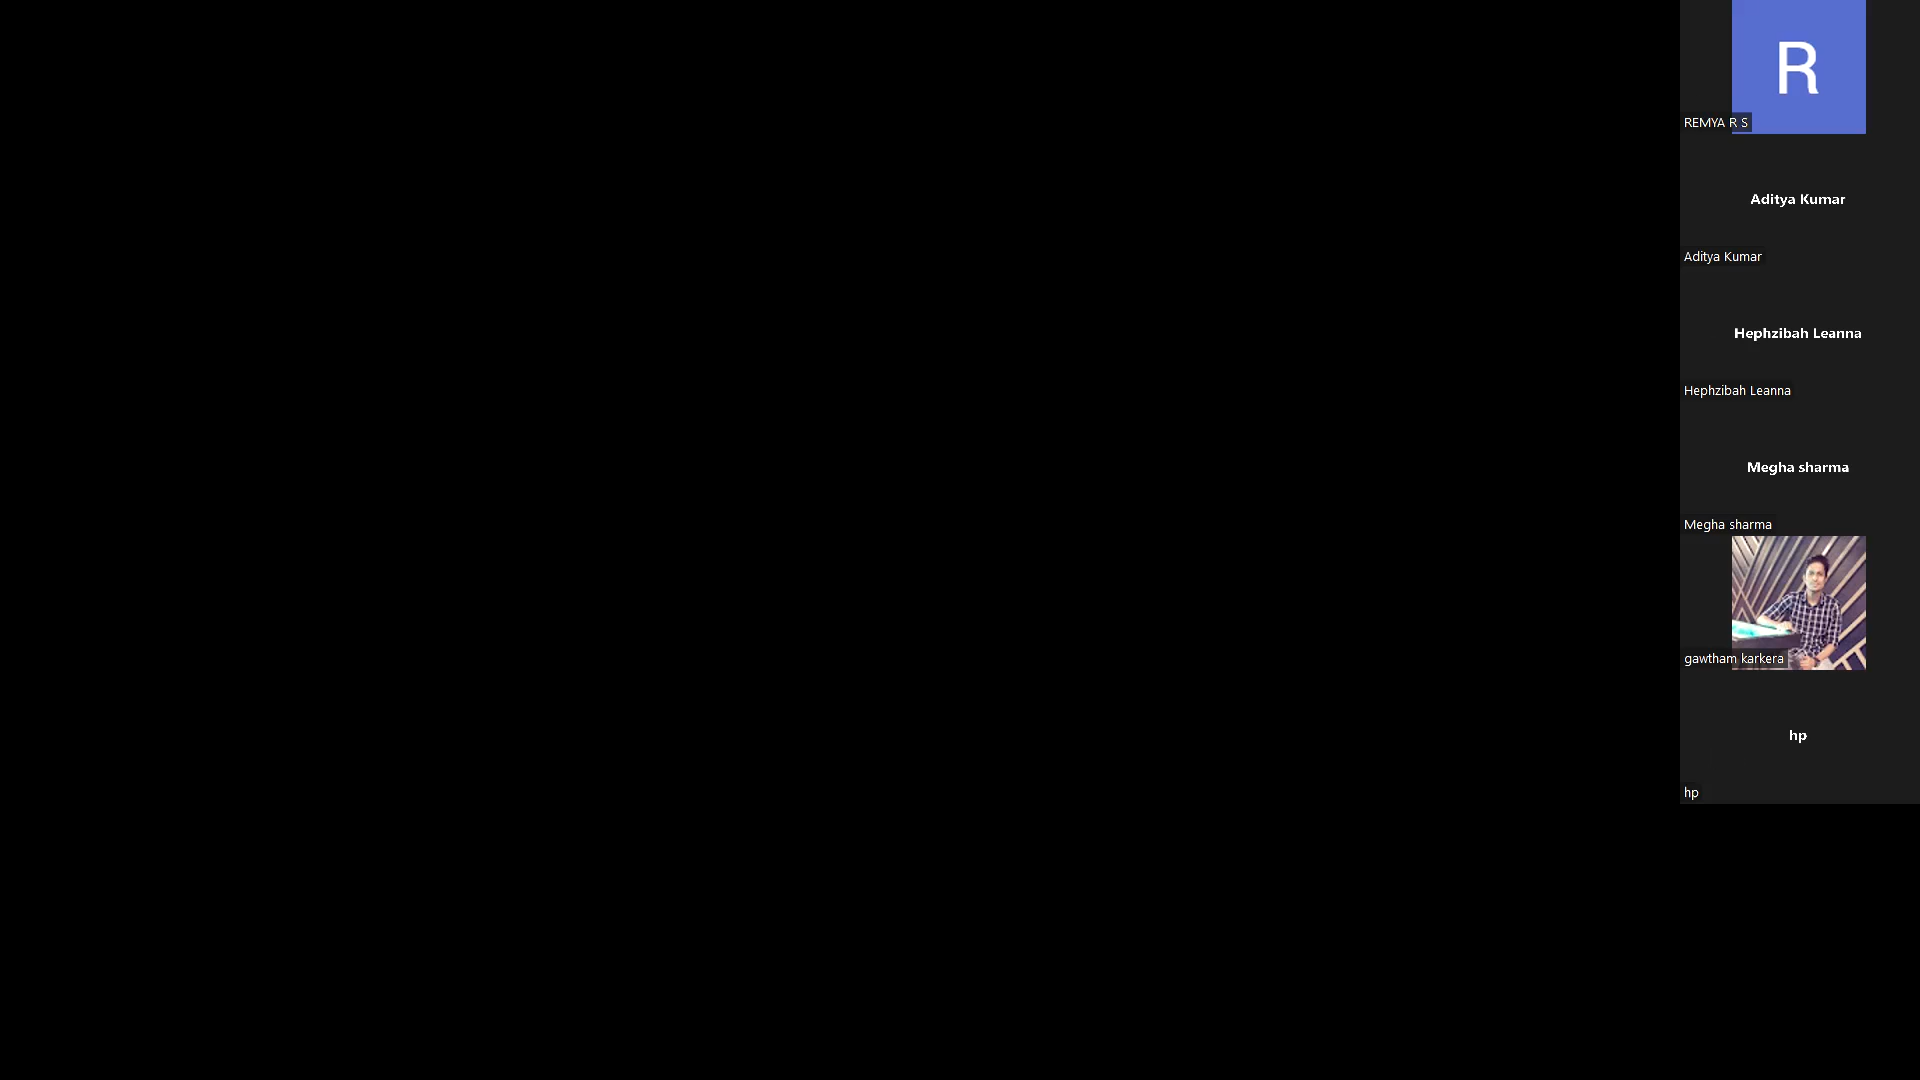 R
REMYA R S
Aditya Kumar
Aditya Kumar
Hephzibah Leanna
Hephzibah Leanna
Megha sharma
Megha sharma
gawtham karkera
hp
hp